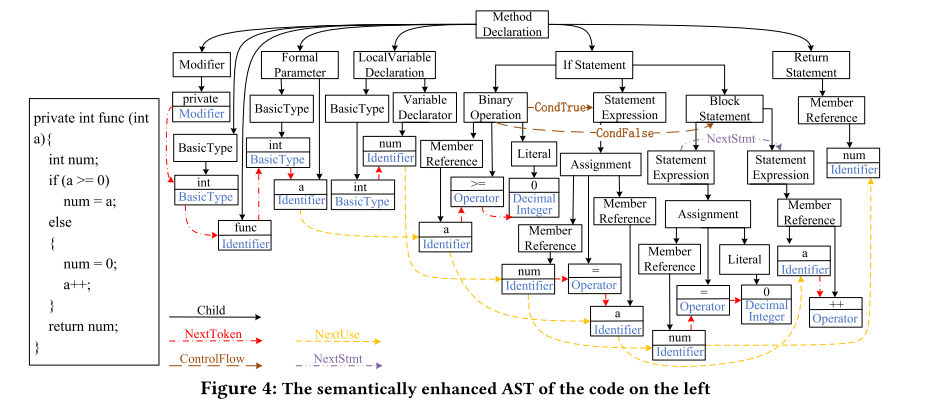 Method
Declaration
Modifier
Formal
Parameter
LocalVariable
Declaration
If Statement
Return
Statement
private
Modifier
BasicType
BasicType
Variable
Declarator
Binary
Operation
CondTrue
Statement
Expression
Block
Statement
Member
Reference
CondFalse
private int func (int
a){
int num;
if (a >= 0)
num = a;
else
{
num = 0;
a++;
}
return num;
}
BasicType
int
BasicType
num
Identifier
Member
Reference
Literal
Assignment
NextStmt
Statement
Expression
Statement
Expression
num
Identifier
int
BasicType
a
Identifier
int
BasicType
>=
Operator
0
Decimal
Integer
Member
Reference
Assignment
Member
Reference
func
Identifier
a
Identifier
Member
Reference
Member
Reference
Literal
a
Identifier
num
Identifier
=
Operator
=
Operator
0
Decimal
Integer
++
Operator
a
Identifier
num
Identifier
Child
NextToken
NextUse
ControlFlow
NextStmt
Figure 4: The semantically enhanced AST of the code on the left